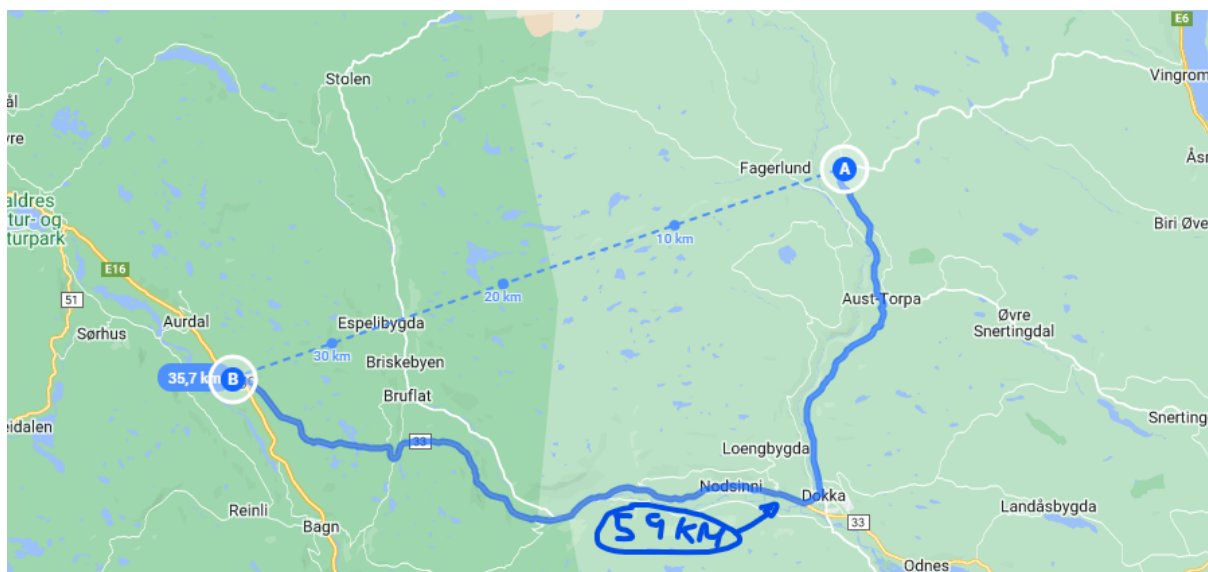 E6
Vingrom
Stolen
ål
vre
Fagerlund
A
Ås
aldres
tur- og
turpark
Biri Øve
10 km
E16
20 km
51
Aust-Torpa
Aurdal
Espelibygda
Øvre
Snertingdal
Sørhus
30 km
Briskebyen
35,7 km
B
Bruflat
eidalen
Snerting
33
Loengbygda
Nodsinni
Dokka
Reinli
Landåsbygda
Bagn
59 KM
33
Odnes